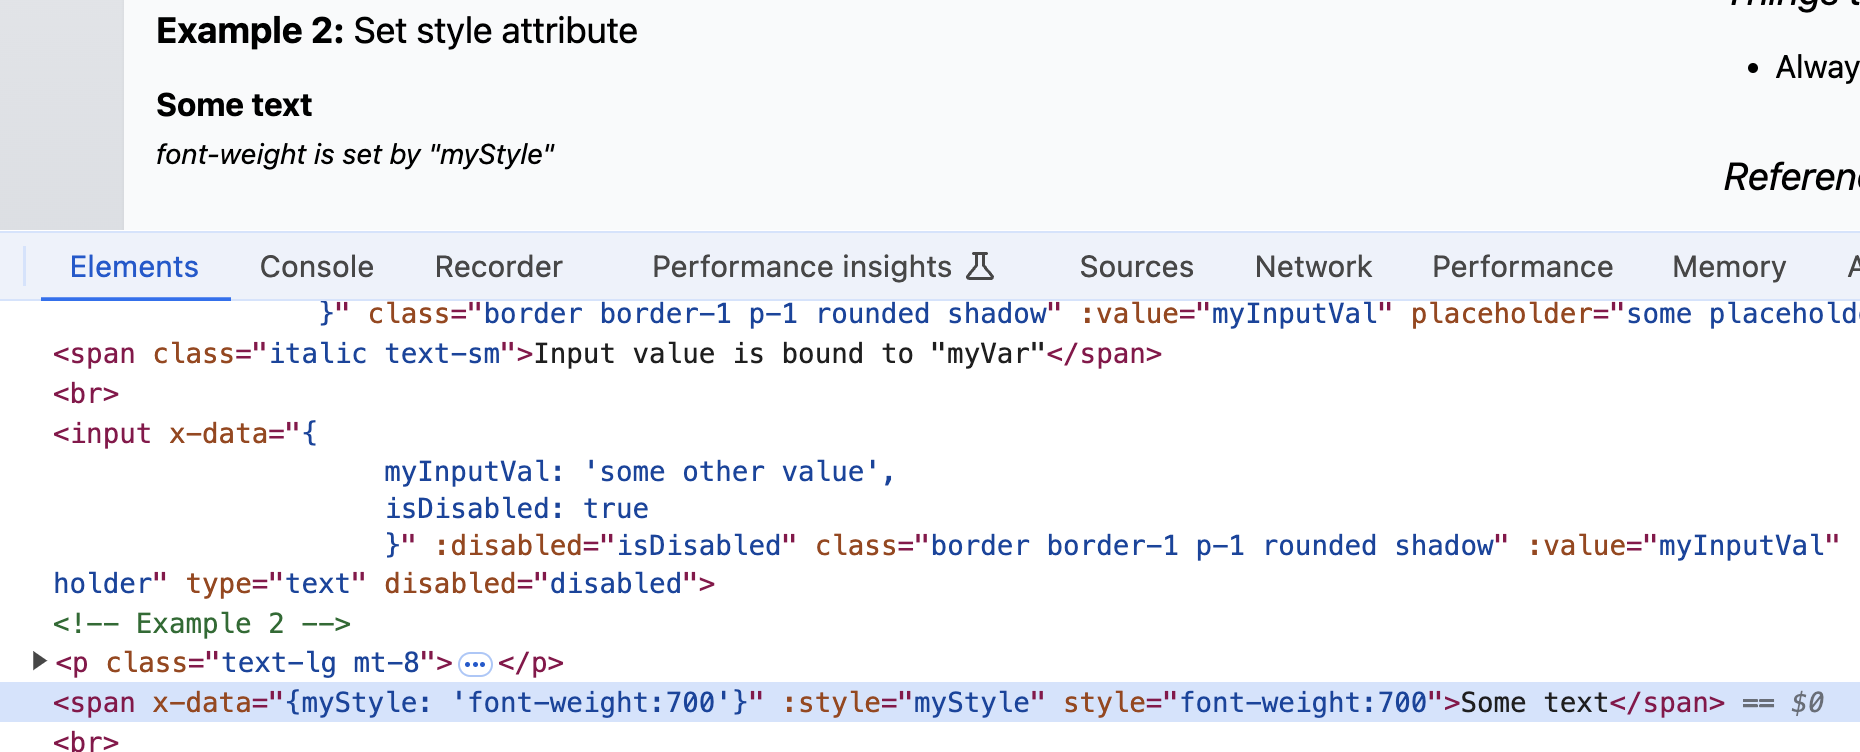 Things t
Example 2: Set style attribute
• Alway
Some text
font-weight is set by "myStyle"
Referen
Elements Console Recorder Performance insights Sources Network Performance Memory A
}" class="border border-1 p-1 rounded shadow" :value="myInputVal" placeholder="some placehold
<span class="italic text-sm">Input value is bound to "myVar"</span>
<br>
<input x-data="{
myInputVal: 'some other value',
isDisabled: true
}" :disabled="isDisabled" class="border border-1 p-1 rounded shadow" :value="myInputVal"
holder" type="text" disabled="disabled">
<!-- Example 2 -->
<p class="text-lg mt-8">…</p>
<span x-data="{myStyle: 'font-weight:700'}" :style="myStyle" style="font-weight:700">Some text</span> == $0
<br>